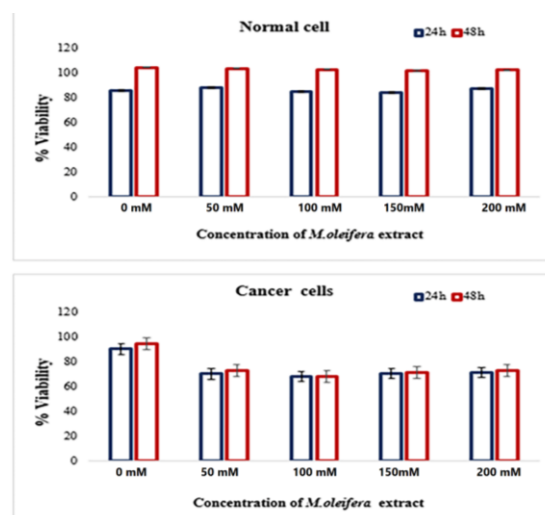 Normal cell
24h 48h
120
100
80
60
40
20
0
% Viability
0 mM 50 mM 100 mM 150mM 200 mM
Concentration of M.oleifera extract
Cancer cells
24h 48h
120
100
80
60
40
20
0
% Viability
0 mM 50 mM 100 mM 150mM 200 mM
Concentration of M.oleifera extract